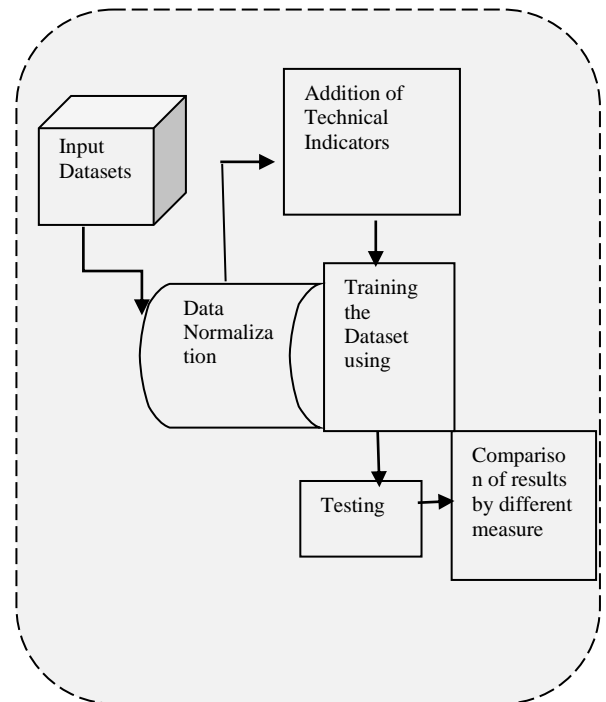 Input
Datasets
Addition of
Technical
Indicators
Data
Normaliza
tion
Training
the
Dataset
using
Testing
Compariso
n of results
by different
measure